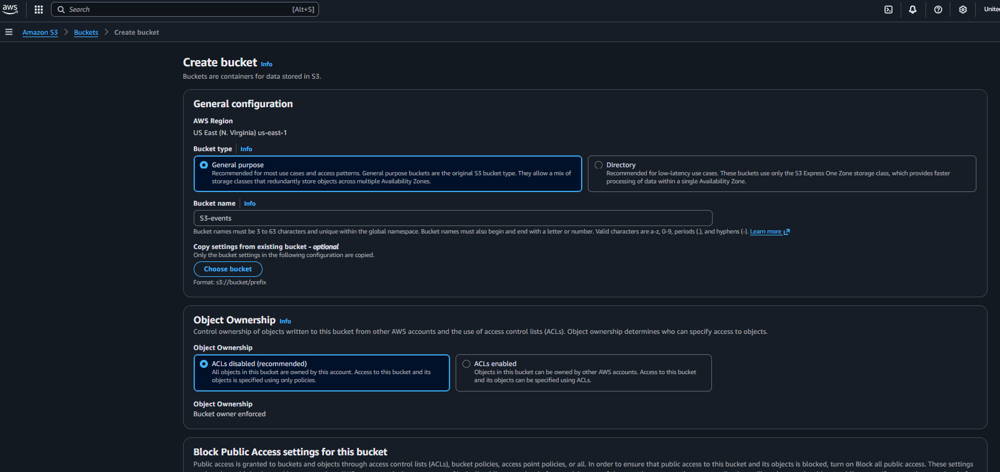 aws
Search [Alt+S]
Amazon S3 > Buckets > Create bucket
Create bucket Info
Buckets are containers for data stored in S3.
General configuration
AWS Region
US East (N. Virginia) us-east-1
Bucket type | Info
General purpose
Recommended for most use cases and access patterns. General purpose buckets are the original S3 bucket type. They allow a mix of
storage classes that redundantly store objects across multiple Availability Zones.
Directory
Recommended for low-latency use cases. These buckets use only the S3 Express One Zone storage class, which provides faster
processing of data within a single Availability Zone.
Bucket name | Info
S3-events
Bucket names must be 3 to 63 characters and unique within the global namespace. Bucket names must also begin and end with a letter or number. Valid characters are a-z, 0-9, periods (.), and hyphens (-). Learn more
Copy settings from existing bucket - optional
Only the bucket settings in the following configuration are copied.
Choose bucket
Format: s3://bucket/prefix
Object Ownership Info
Control ownership of objects written to this bucket from other AWS accounts and the use of access control lists (ACLs). Object ownership determines who can specify access to objects.
Object Ownership
ACLs disabled (recommended)
All objects in this bucket are owned by this account. Access to this bucket and its
objects is specified using only policies.
ACLs enabled
Objects in this bucket can be owned by other AWS accounts. Access to this bucket
and its objects can be specified using ACLs.
Object Ownership
Bucket owner enforced
Block Public Access settings for this bucket
Public access is granted to buckets and objects through access control lists (ACLs), bucket policies, access point policies, or all. In order to ensure that public access to this bucket and its objects is blocked, turn on Block all public access. These settings